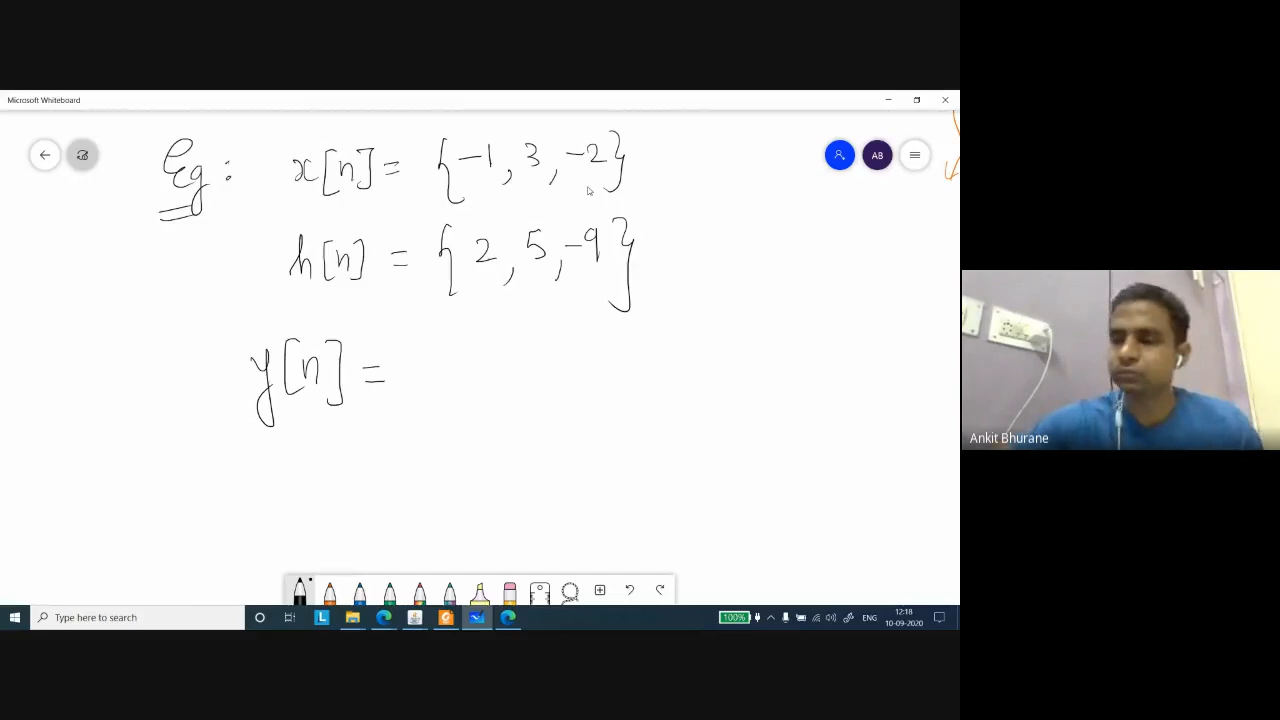 Microsoft Whiteboard
Eg : x[n] = {-1, 3, -2}
AB
h[n] = {2, 5, -9}
y[n] =
Ankit Bhurane
Type here to search
L
100%
ENG
12:18
10-09-2020